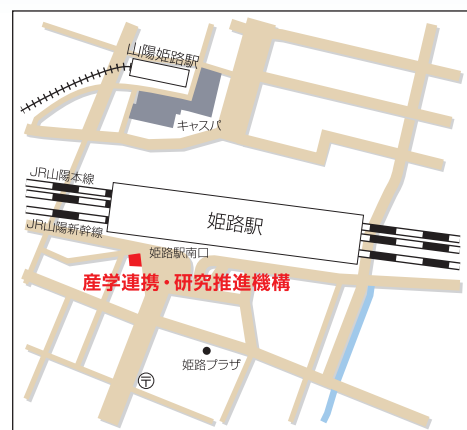 山陽姫路駅
キャスパ
JR山陽本線
姫路駅
JR山陽新幹線
姫路駅南口
産学連携・研究推進機構
姫路プラザ
〒